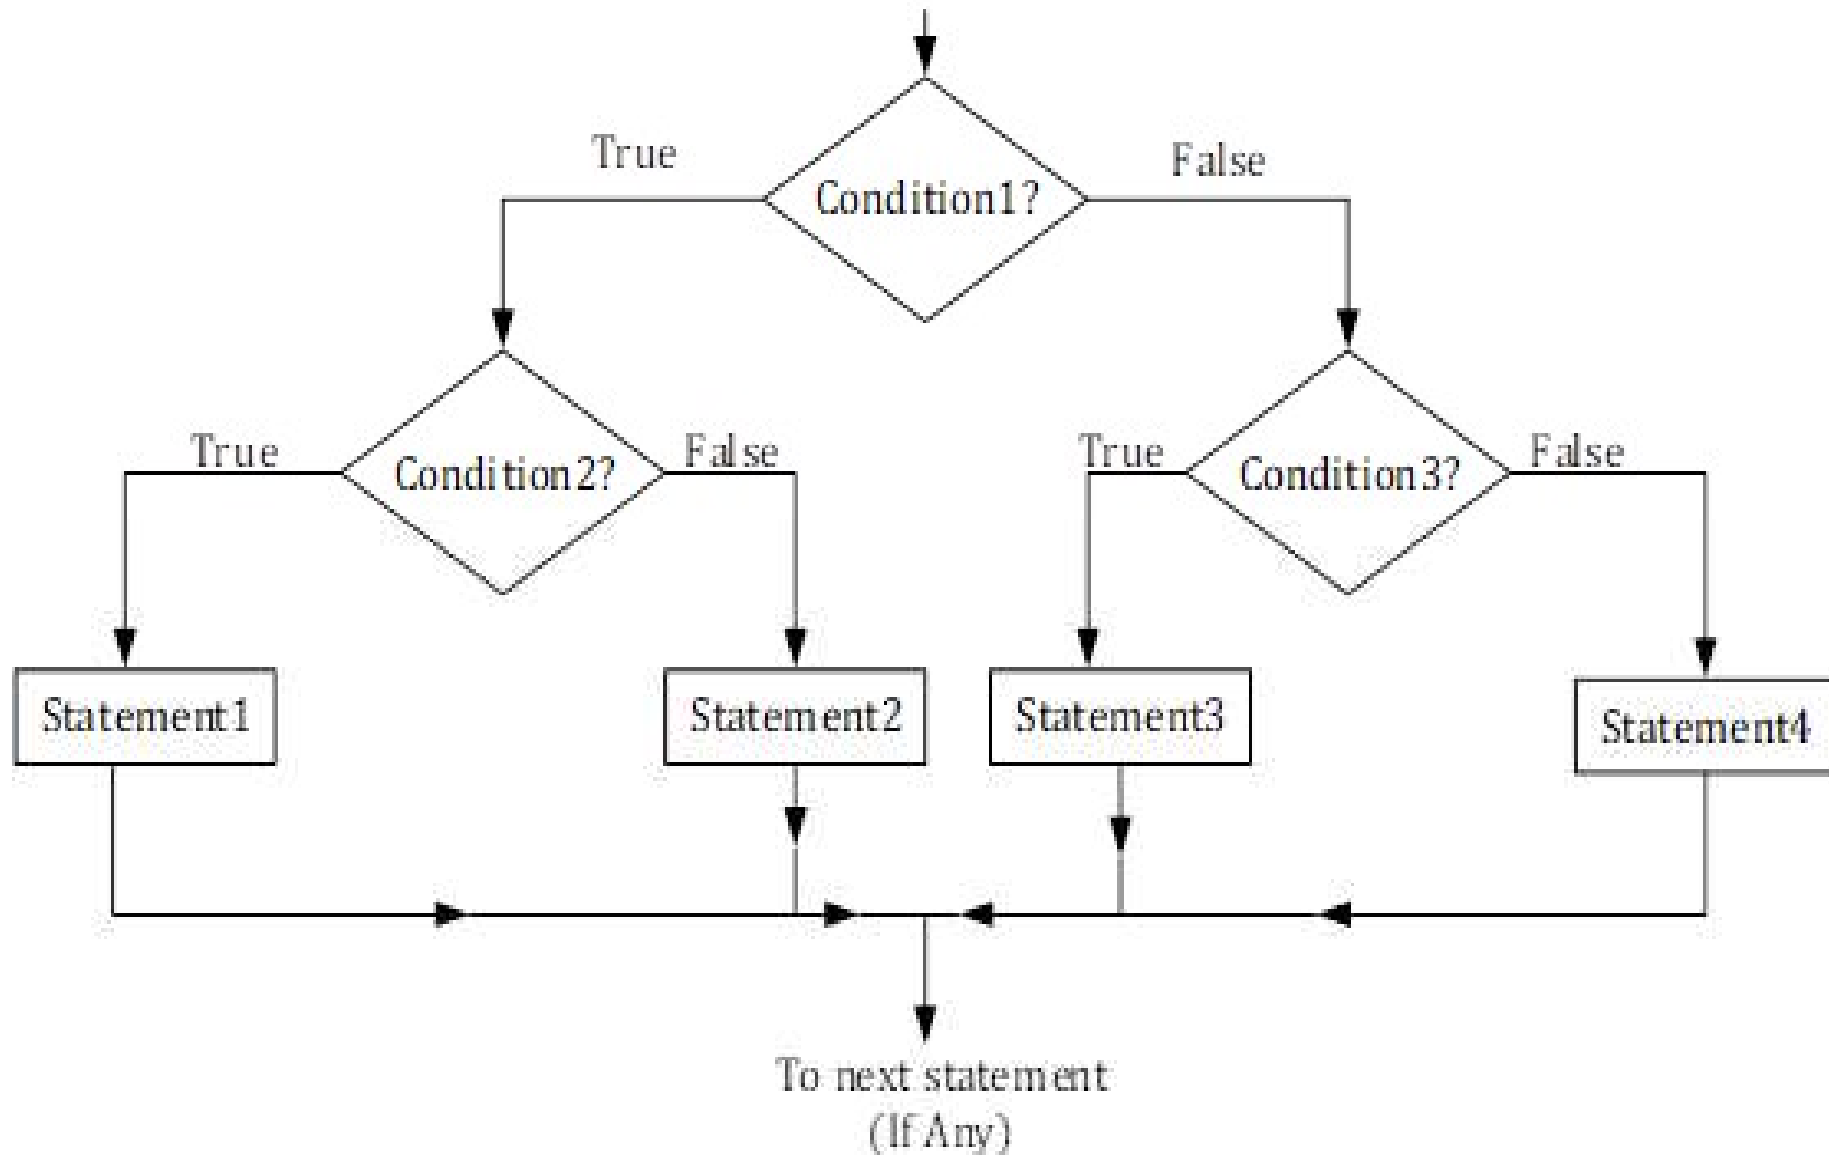 True
False
Condition1?
True
False
True
False
Condition2?
Condition3?
Statement1
Statement2
Statement3
Statement4
To next statement
(If Any)